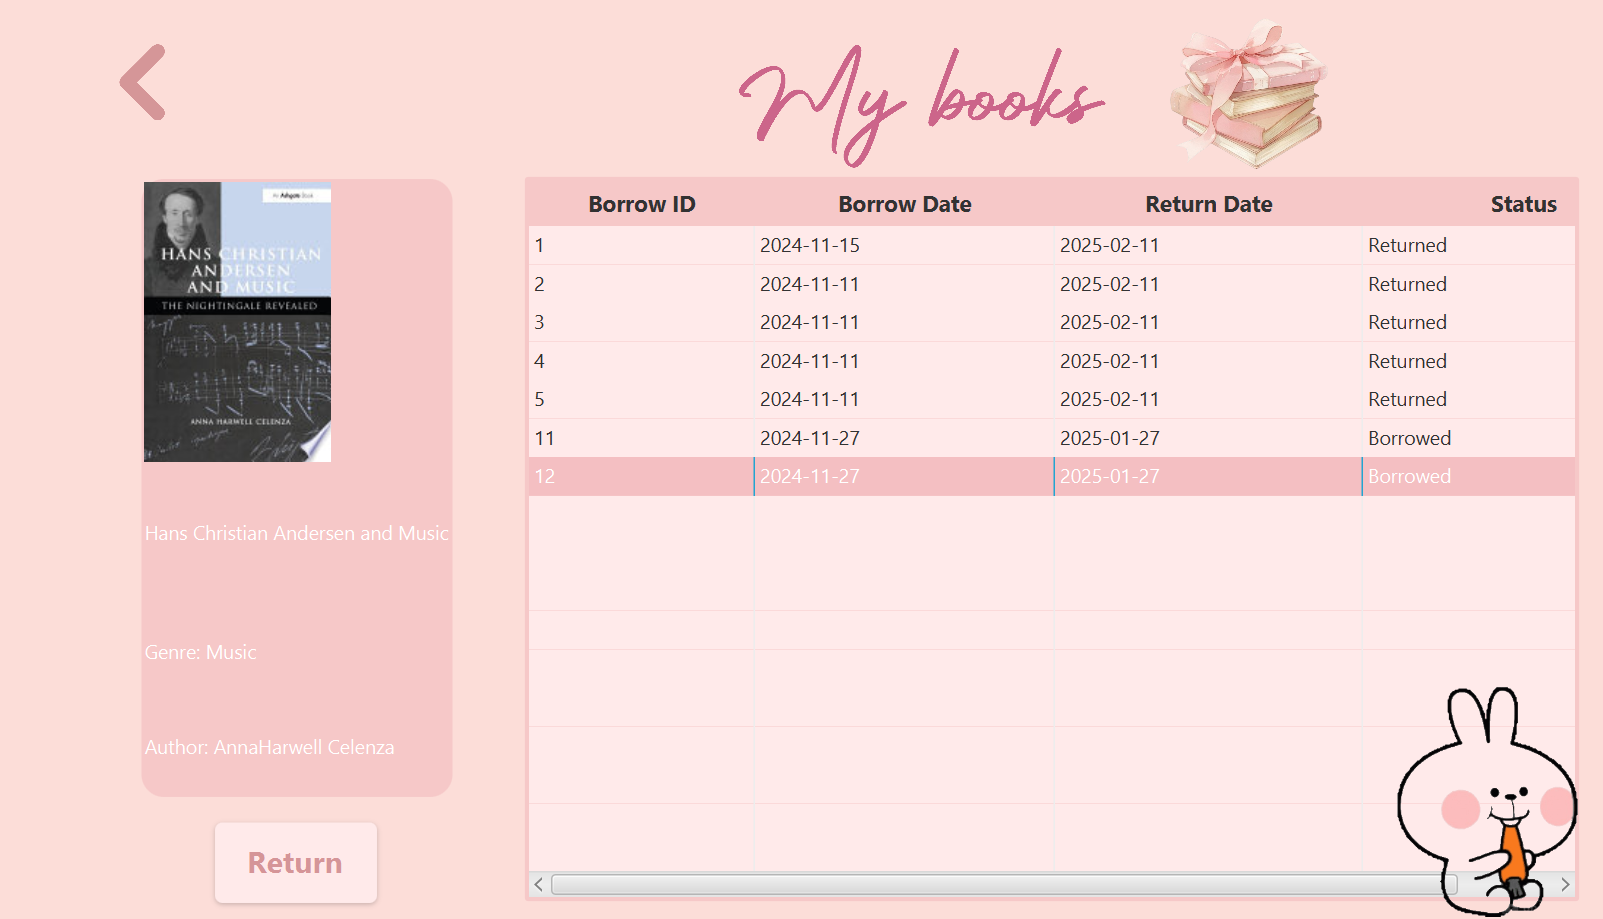 My books
An Ashgate Book
HANS CHRISTIAN
ANDERSEN
AND MUSIC
THE NIGHTINGALE REVEALED
ANNA HARWELL CELENZA
Hans Christian Andersen and Music
Genre: Music
Author: AnnaHarwell Celenza
Return
Borrow ID Borrow Date Return Date Status
1 2024-11-15 2025-02-11 Returned
2 2024-11-11 2025-02-11 Returned
3 2024-11-11 2025-02-11 Returned
4 2024-11-11 2025-02-11 Returned
5 2024-11-11 2025-02-11 Returned
11 2024-11-27 2025-01-27 Borrowed
12 2024-11-27 2025-01-27 Borrowed